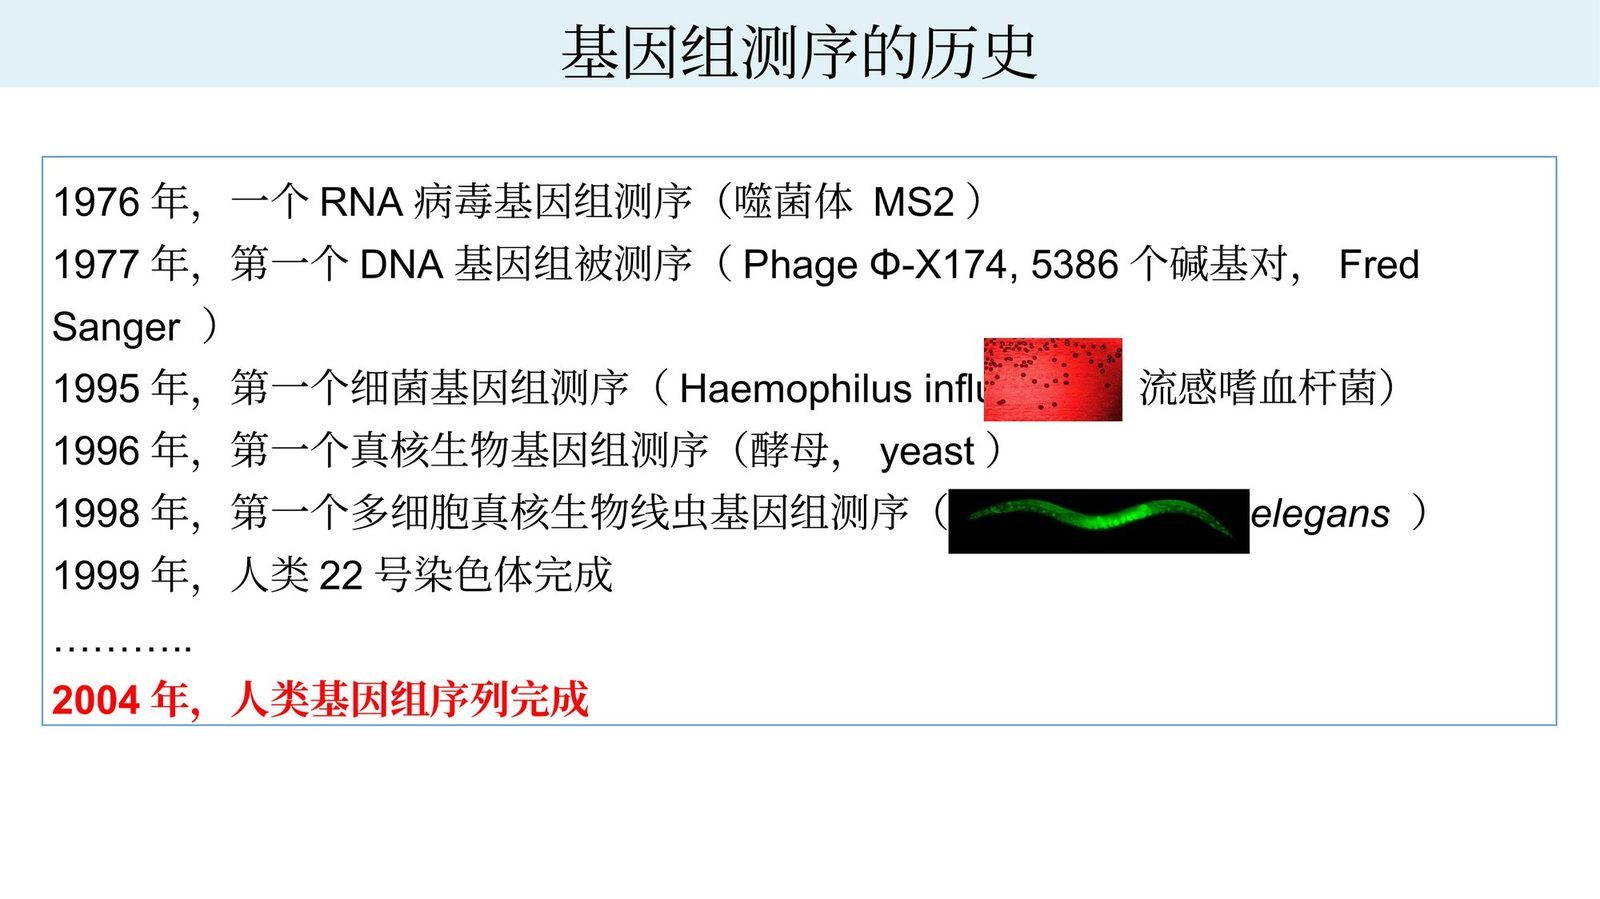 基因组测序的历史
1976 年，一个 RNA 病毒基因组测序（噬菌体 MS2 ）
1977 年，第一个 DNA 基因组被测序（ Phage Φ-X174, 5386 个碱基对， Fred
Sanger ）
1995 年，第一个细菌基因组测序（ Haemophilus 流感嗜血杆菌）
1996 年，第一个真核生物基因组测序（酵母， yeast ）
1998 年，第一个多细胞真核生物线虫基因组测序（ elegans ）
1999 年，人类 22 号染色体完成
………..
2004 年，人类基因组序列完成